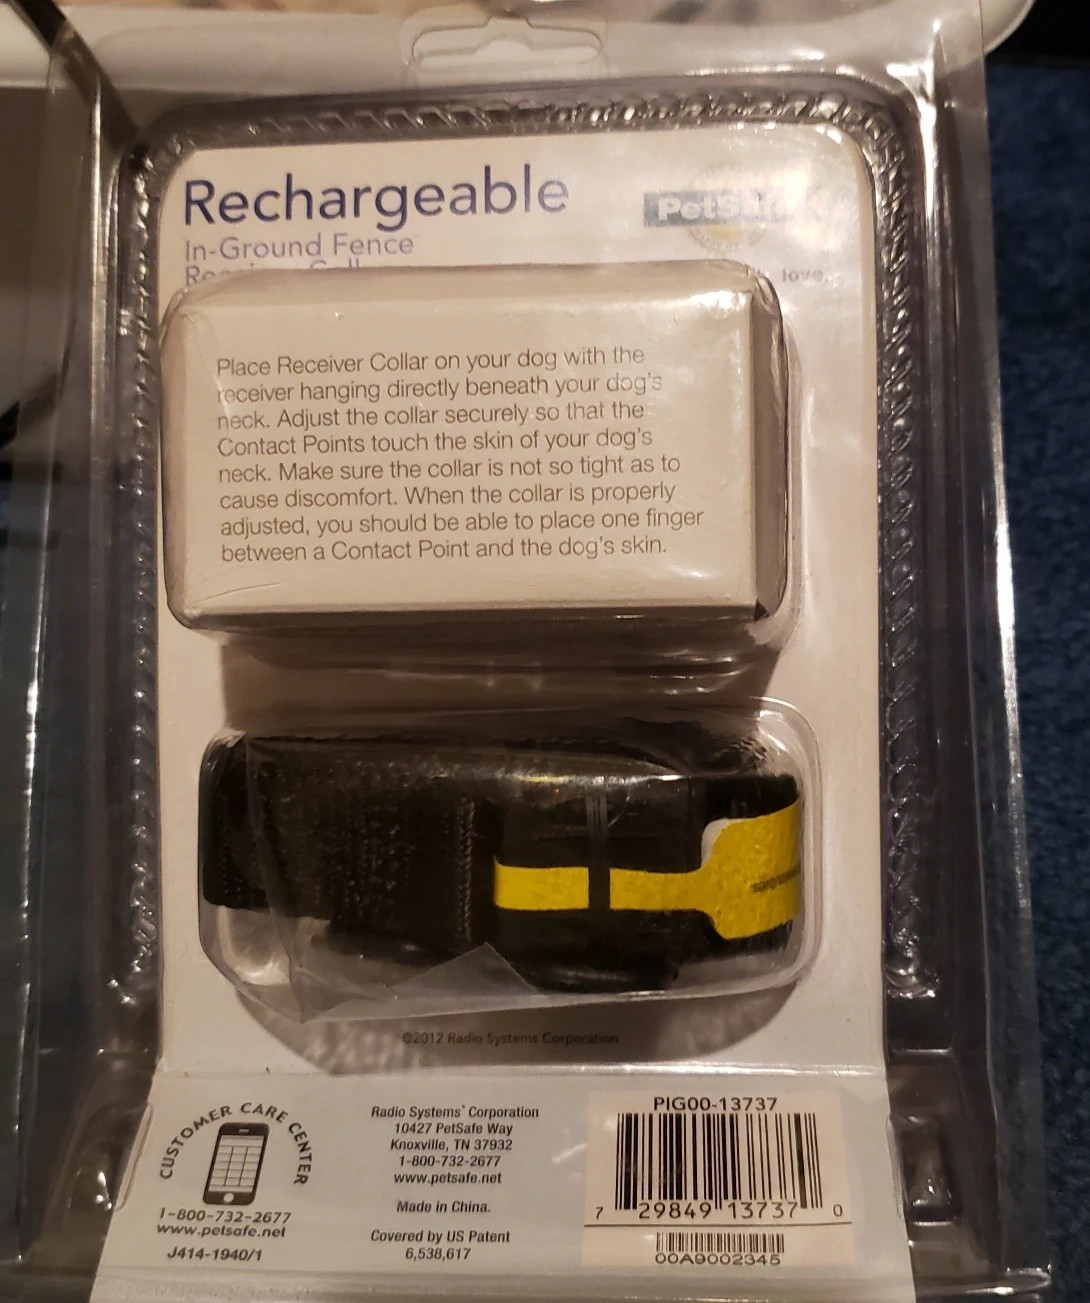 Rechargeable
In-Ground Fence
PetSafe
love.
Place Receiver Collar on your dog with the
receiver hanging directly beneath your dog's
neck. Adjust the collar securely so that the
Contact Points touch the skin of your dog's
neck. Make sure the collar is not so tight as to
cause discomfort. When the collar is properly
adjusted, you should be able to place one finger
between a Contact Point and the dog's skin.
©2012 Radio Systems Corporation
CUSTOMER CARE CENTER
1-800-732-2677
www.petsafe.net
J414-1940/1
Radio Systems® Corporation
10427 PetSafe Way
Knoxville, TN 37932
1-800-732-2677
www.petsafe.net
Made in China.
Covered by US Patent
6,538,617
PIG00-13737
7 29849 13737 0
00A9002345